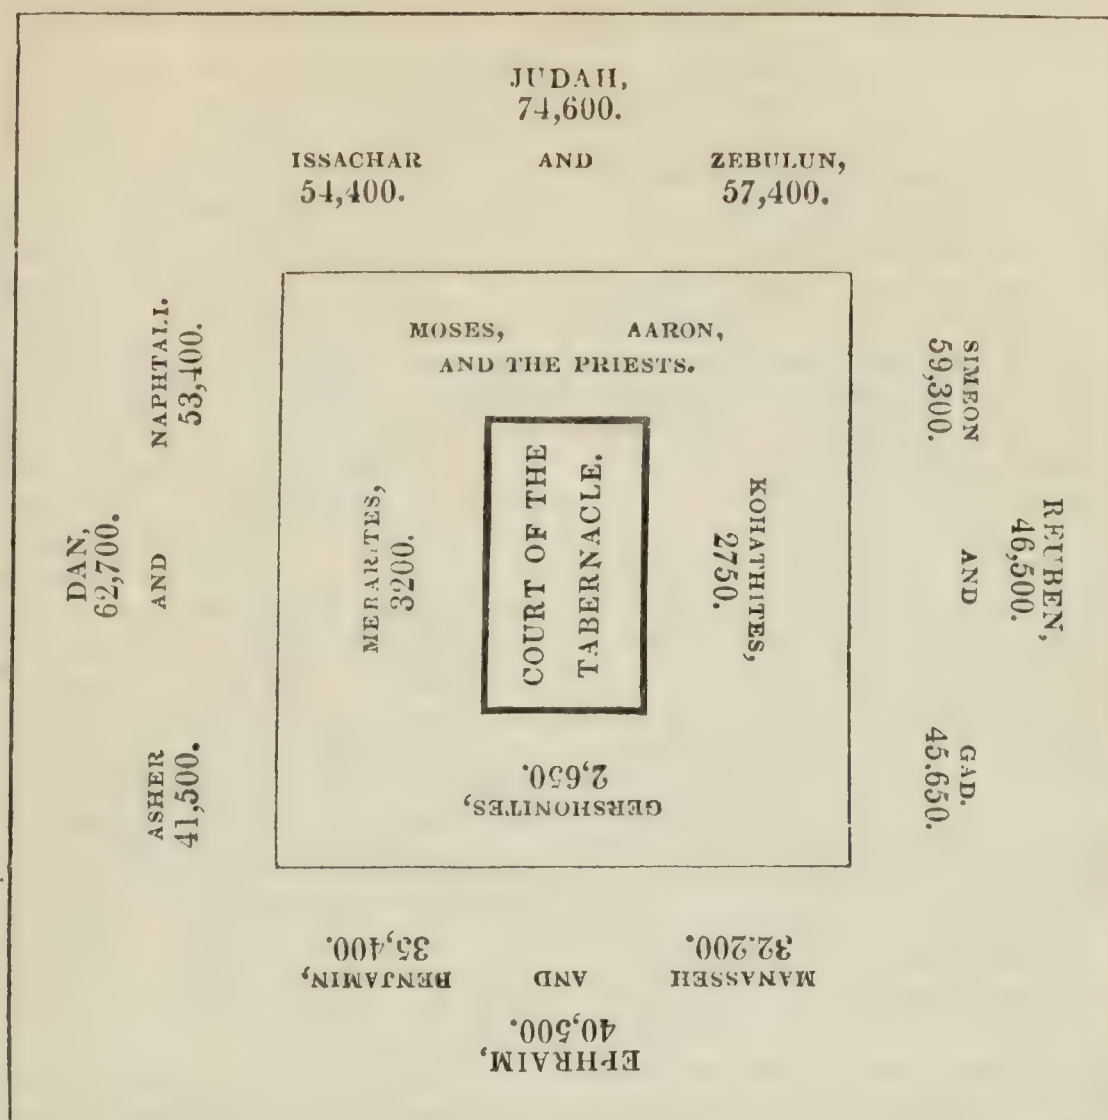 JUDAH,
74,600.
ISSACHAR AND ZEBULUN,
54,400. 57,400.
MOSES, AARON,
AND THE PRIESTS.
NAPHTALI.
53,400.
AND
ASHER
41,500.
DAN,
62,700.
MERARITES,
3200.
COURT OF THE
TABERNACLE.
KOHATHITES,
2750.
SIMEON
59,300.
AND
GAD.
45.650.
REUBEN,
46,500.
GERSHONITES,
2,650.
EPHRAIM,
40,500.
MANASSEH AND BENJAMIN,
32.200. 35,400.